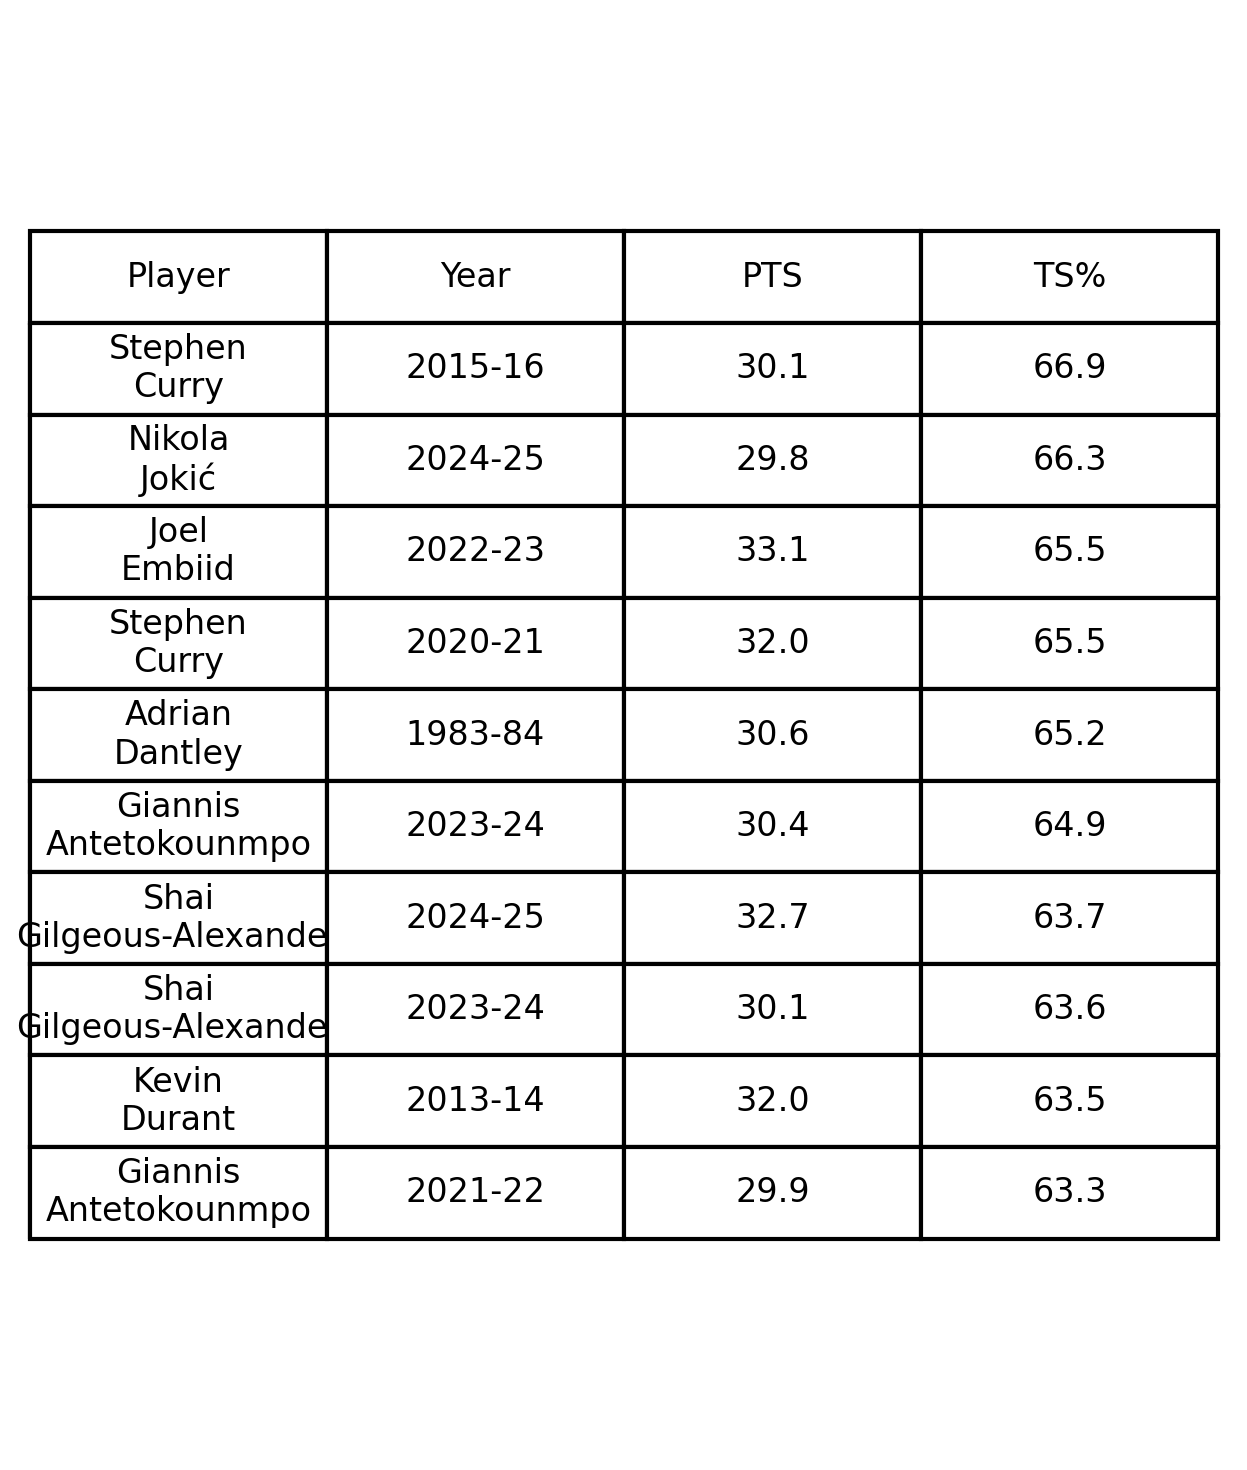 Player Year PTS TS%
Stephen
Curry 2015-16 30.1 66.9
Nikola
Jokić 2024-25 29.8 66.3
Joel
Embiid 2022-23 33.1 65.5
Stephen
Curry 2020-21 32.0 65.5
Adrian
Dantley 1983-84 30.6 65.2
Giannis
Antetokounmpo 2023-24 30.4 64.9
Shai
Gilgeous-Alexande 2024-25 32.7 63.7
Shai
Gilgeous-Alexande 2023-24 30.1 63.6
Kevin
Durant 2013-14 32.0 63.5
Giannis
Antetokounmpo 2021-22 29.9 63.3